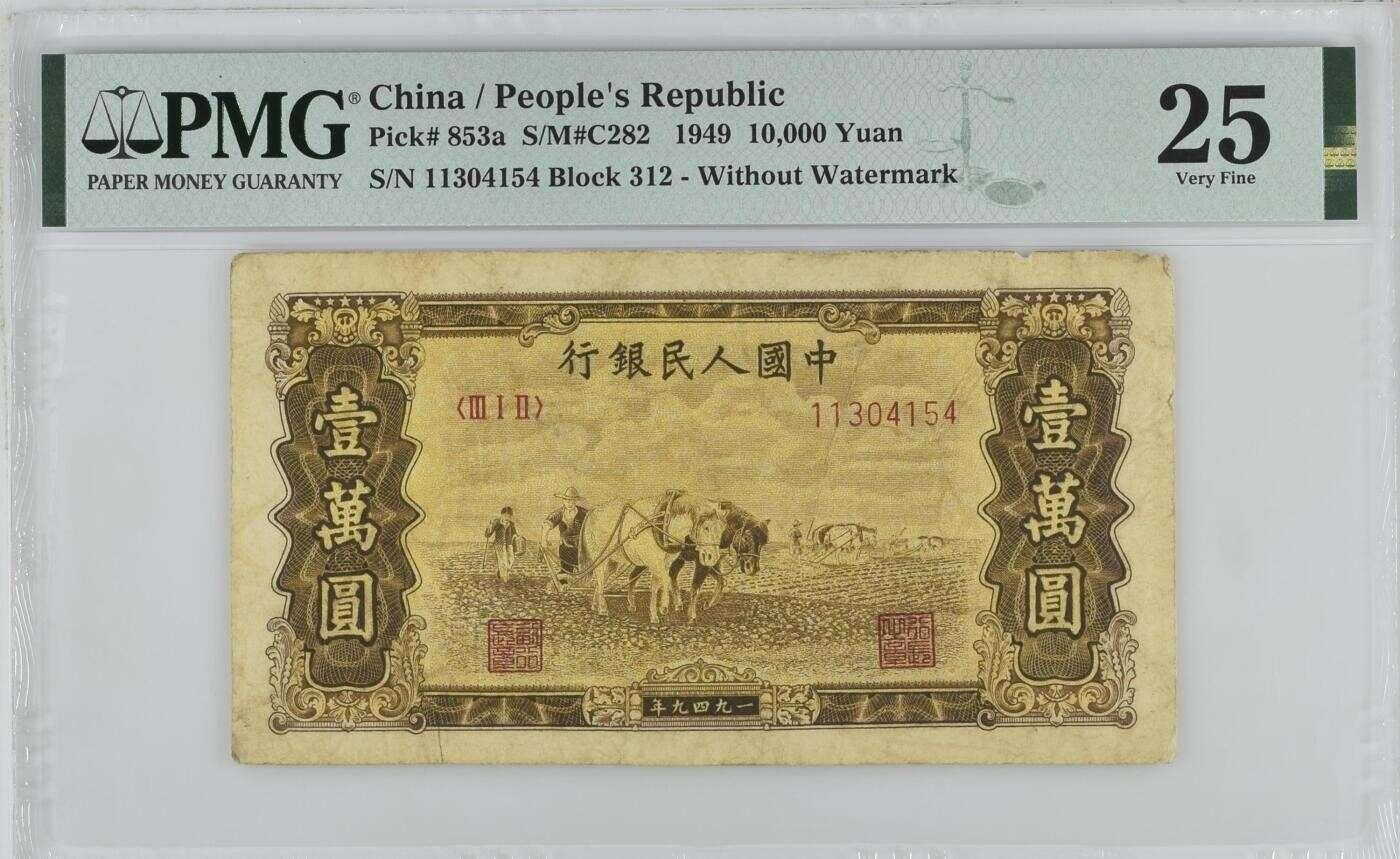 PMG®
PAPER MONEY GUARANTY
China / People's Republic
Pick# 853a S/M#C282 1949 10,000 Yuan
S/N 11304154 Block 312 - Without Watermark
25
Very Fine
行銀民人國中
〈III I II〉
11304154
壹萬圓
壹萬圓
年九四九一